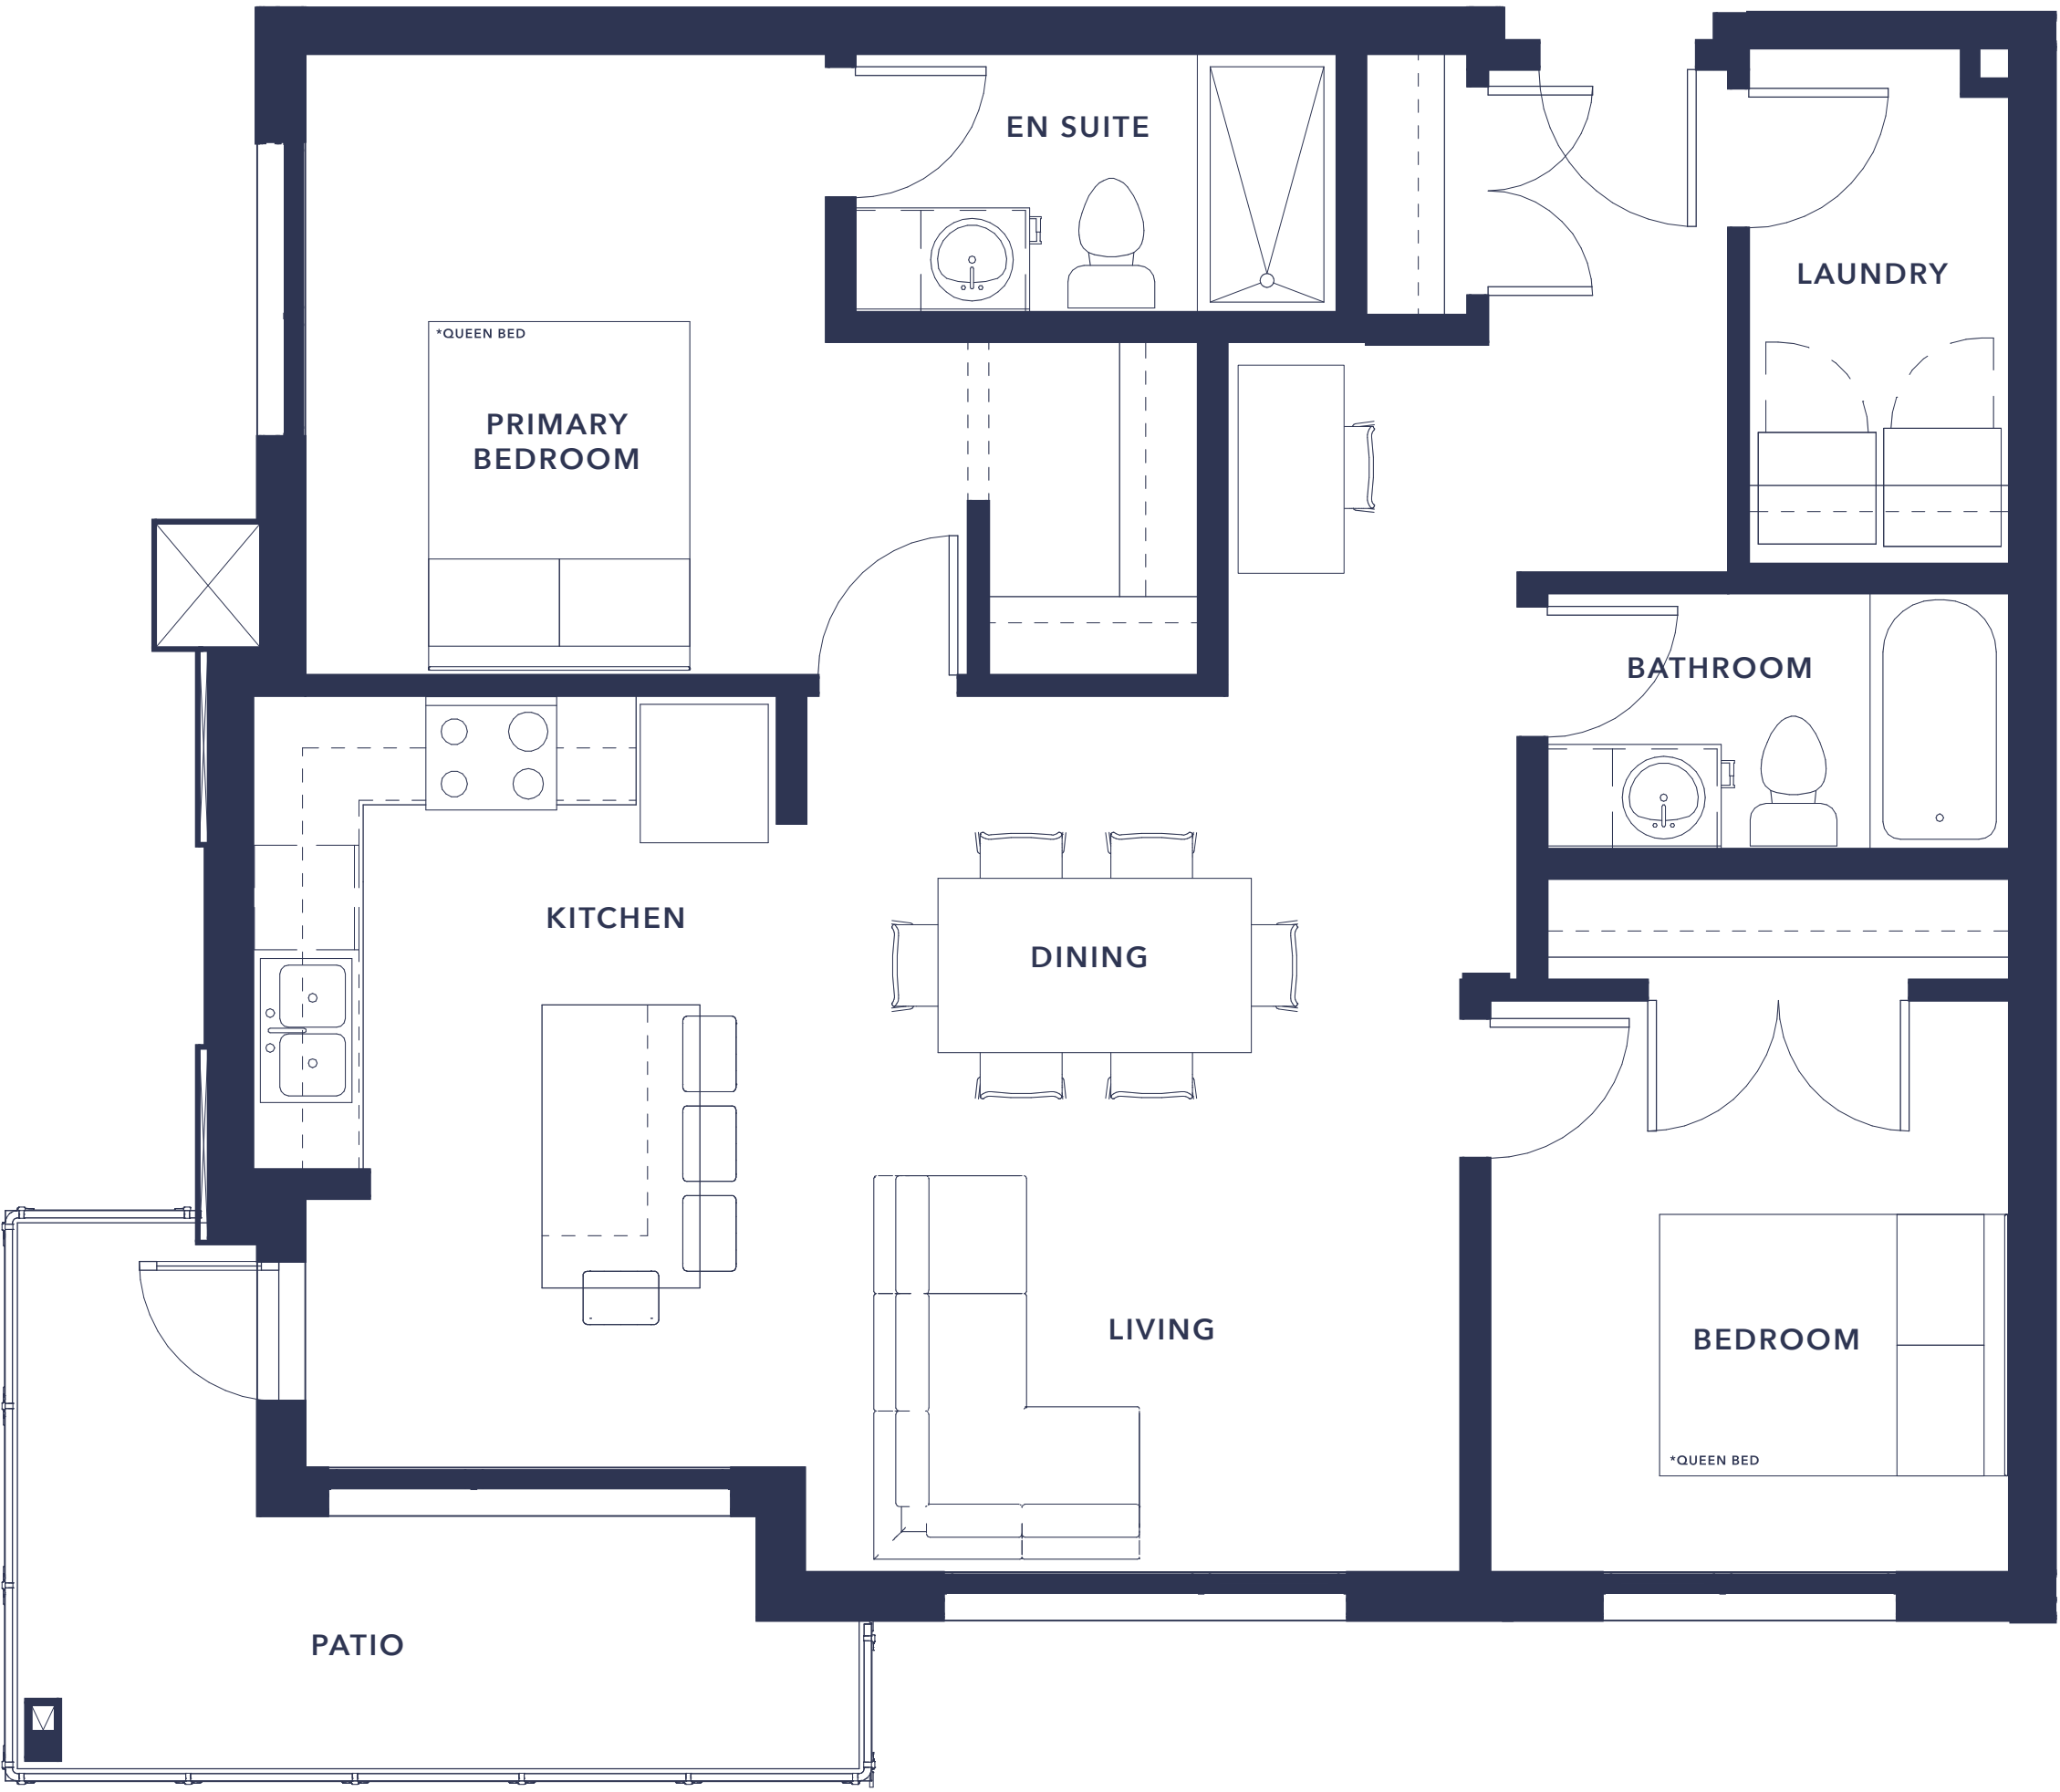 EN SUITE
LAUNDRY
*QUEEN BED
PRIMARY
BEDROOM
BATHROOM
KITCHEN
DINING
LIVING
BEDROOM
*QUEEN BED
PATIO